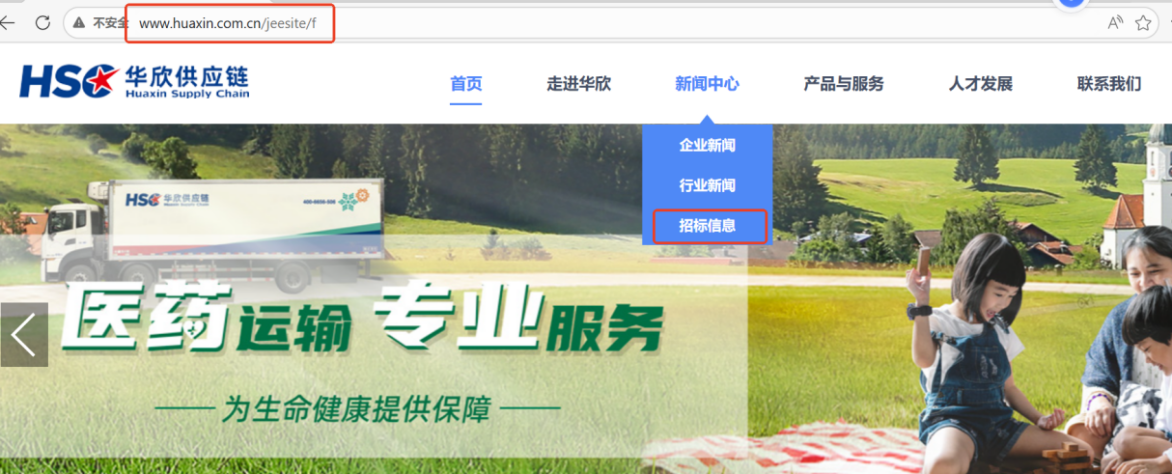 不安全 www.huaxin.com.cn/jeesite/f
HSC 华欣供应链
Huaxin Supply Chain
首页 走进华欣 新闻中心 产品与服务 人才发展 联系我们
企业新闻
行业新闻
招标信息
HSC 华欣供应链
Huaxin Supply Chain
医药运输 专业服务
为生命健康提供保障